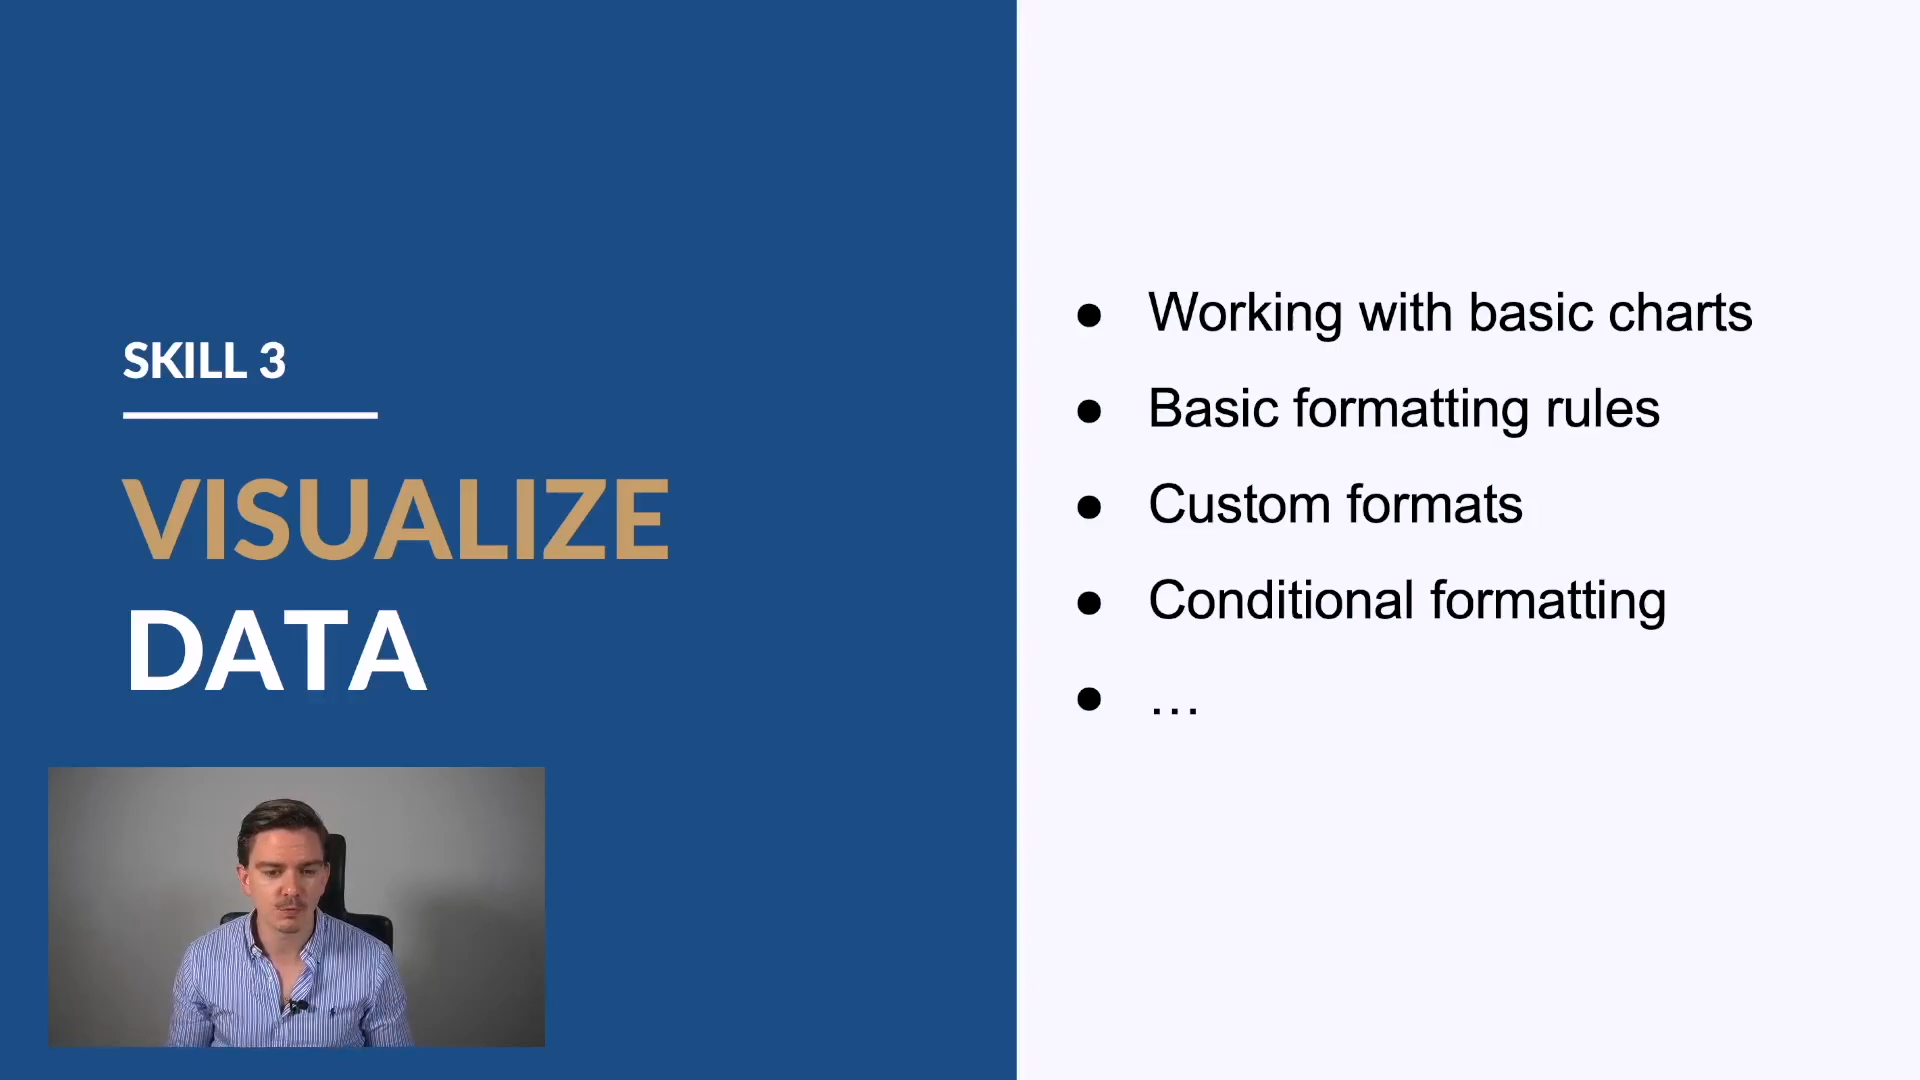 SKILL 3
VISUALIZE
DATA
● Working with basic charts
● Basic formatting rules
● Custom formats
● Conditional formatting
● …